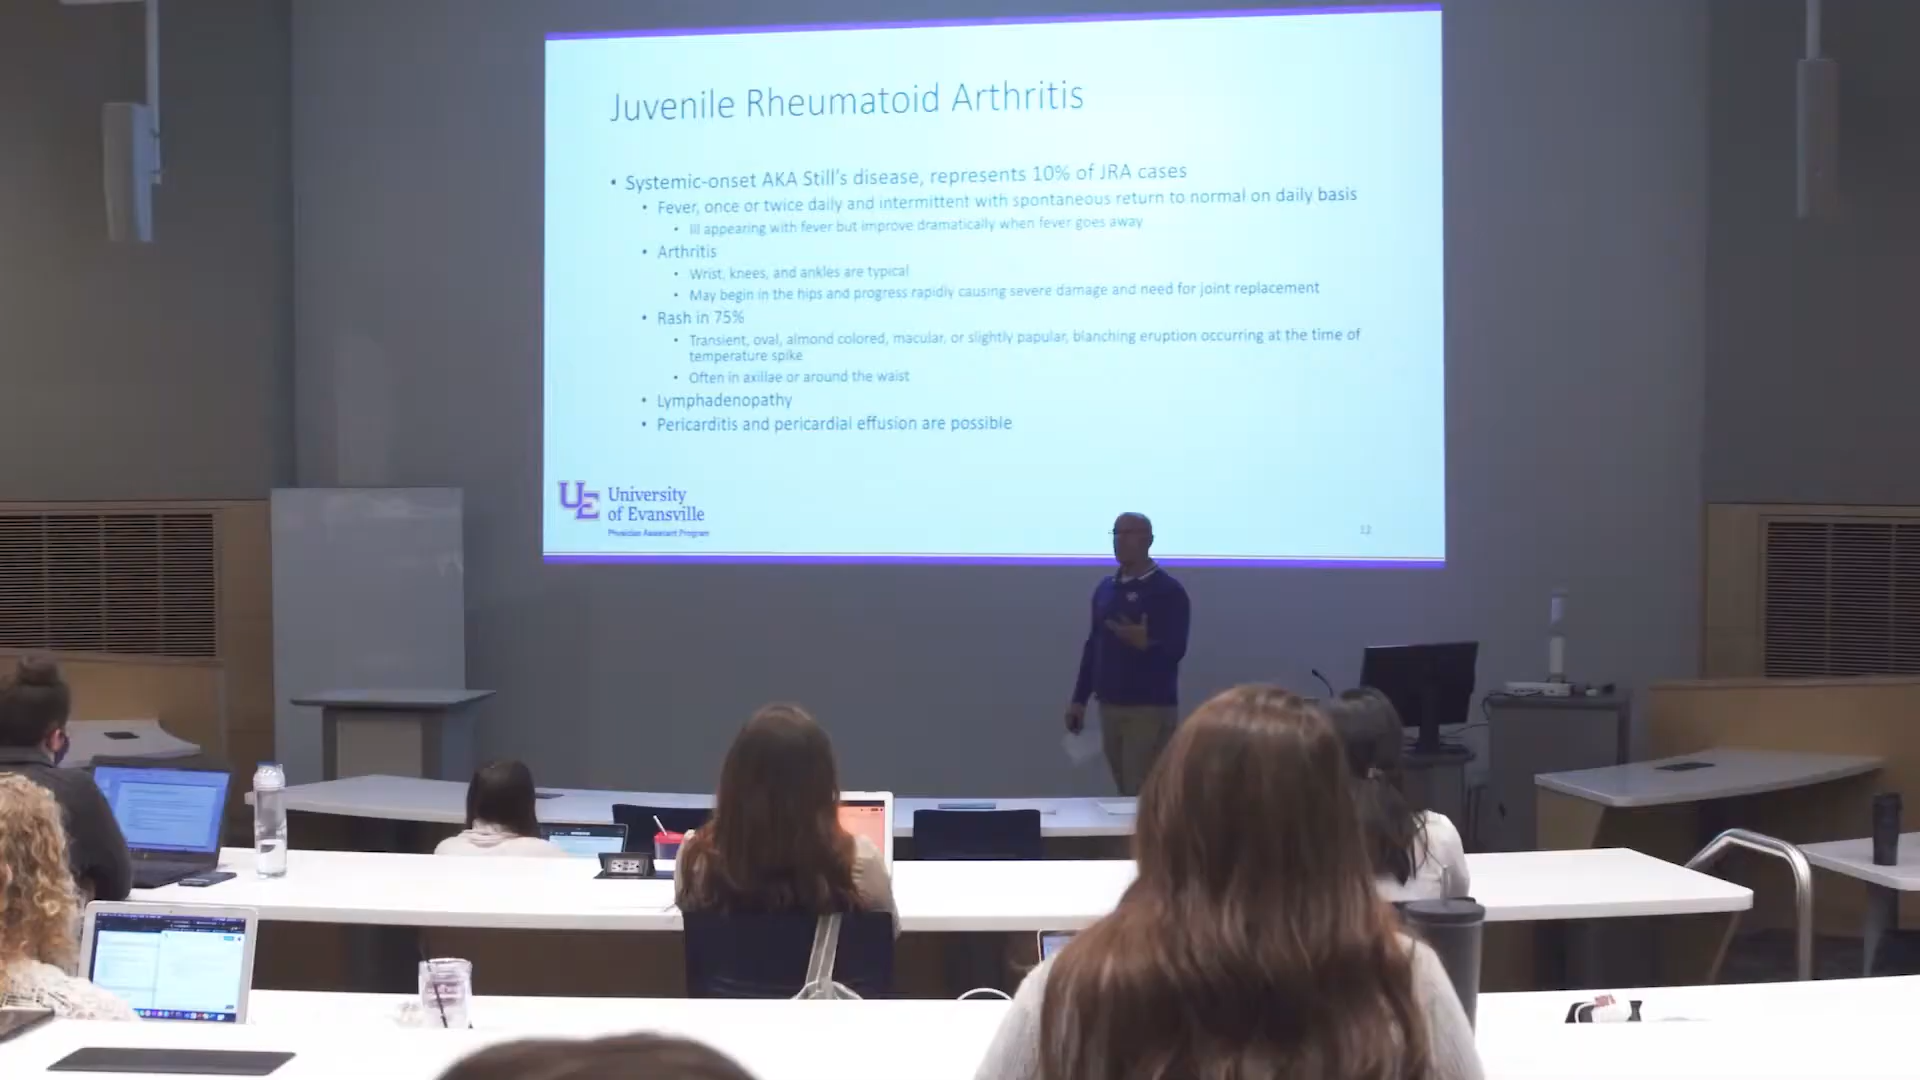 Juvenile Rheumatoid Arthritis
• Systemic-onset AKA Still's disease, represents 10% of JRA cases
• Fever, once or twice daily and intermittent with spontaneous return to normal on daily basis
• Ill appearing with fever but improve dramatically when fever goes away
• Arthritis
• Wrist, knees, and ankles are typical
• May begin in the hips and progress rapidly causing severe damage and need for joint replacement
• Rash in 75%
• Transient, oval, almond colored, macular, or slightly papular, blanching eruption occurring at the time of
temperature spike
• Often in axillae or around the waist
• Lymphadenopathy
• Pericarditis and pericardial effusion are possible
UE University
of Evansville
Physician Assistant Program
12